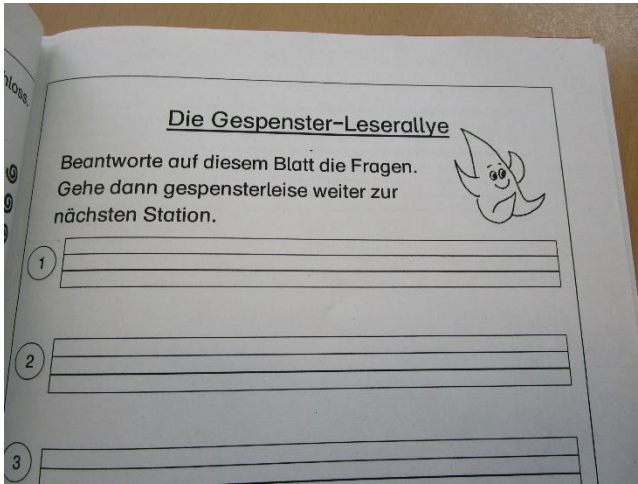 hloss.
Die Gespenster-Leserallye
Beantworte auf diesem Blatt die Fragen.
Gehe dann gespensterleise weiter zur
nächsten Station.
1
2
3